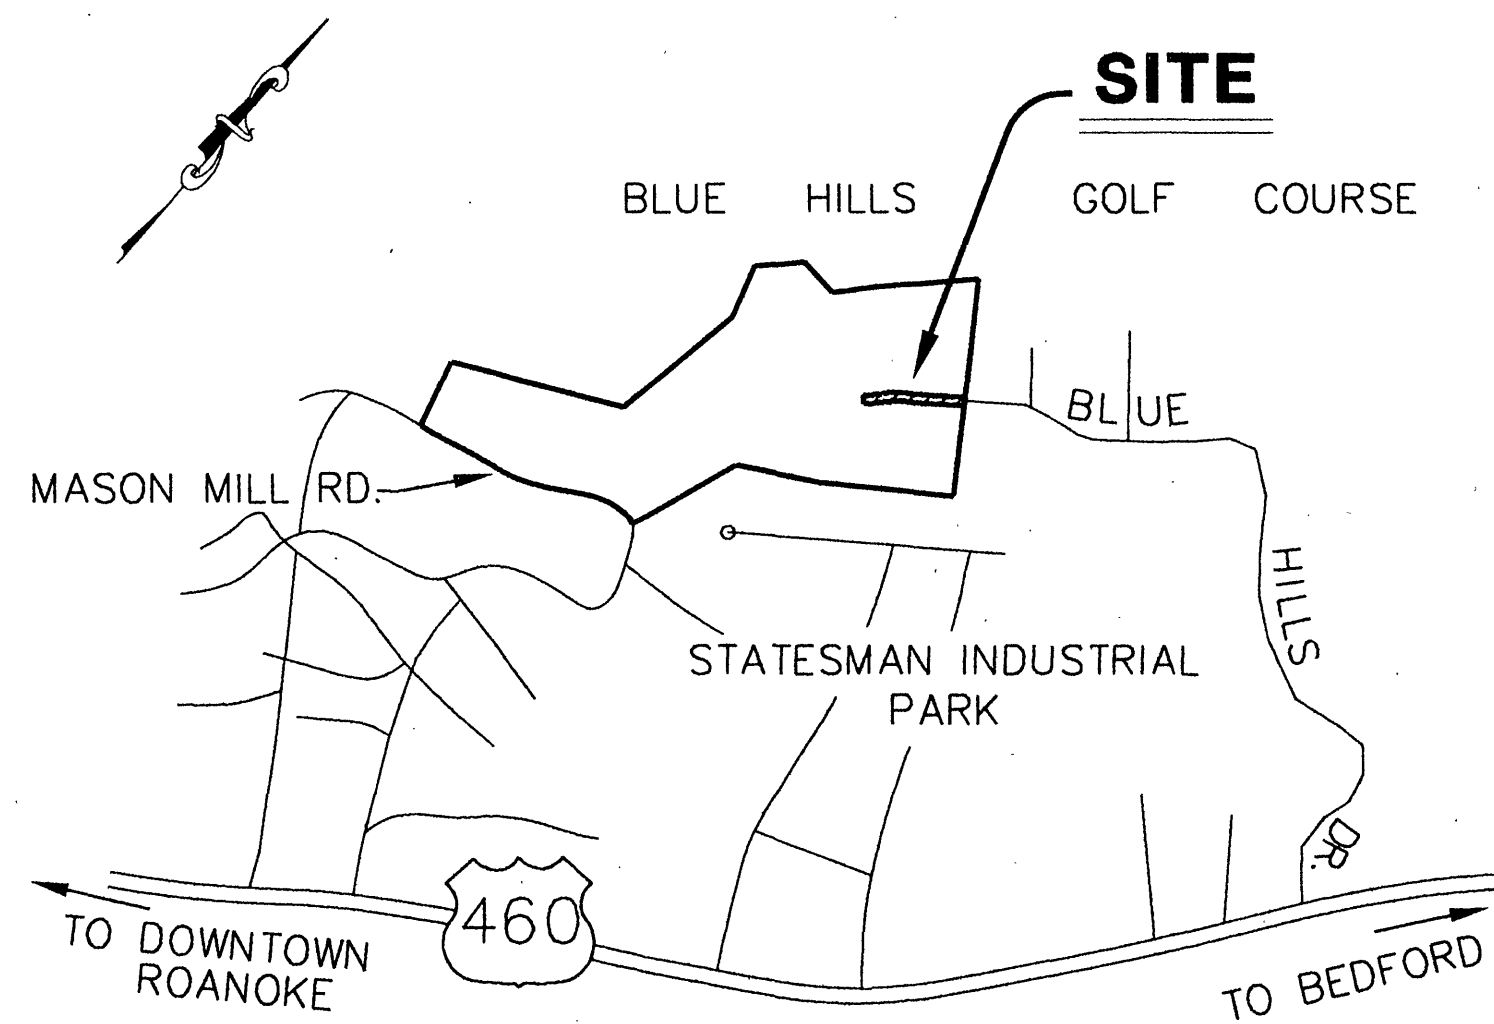 SITE
BLUE HILLS GOLF COURSE
BLUE
MASON MILL RD.
HILLS
STATESMAN INDUSTRIAL
PARK
DR.
460
TO DOWNTOWN
ROANOKE
TO BEDFORD